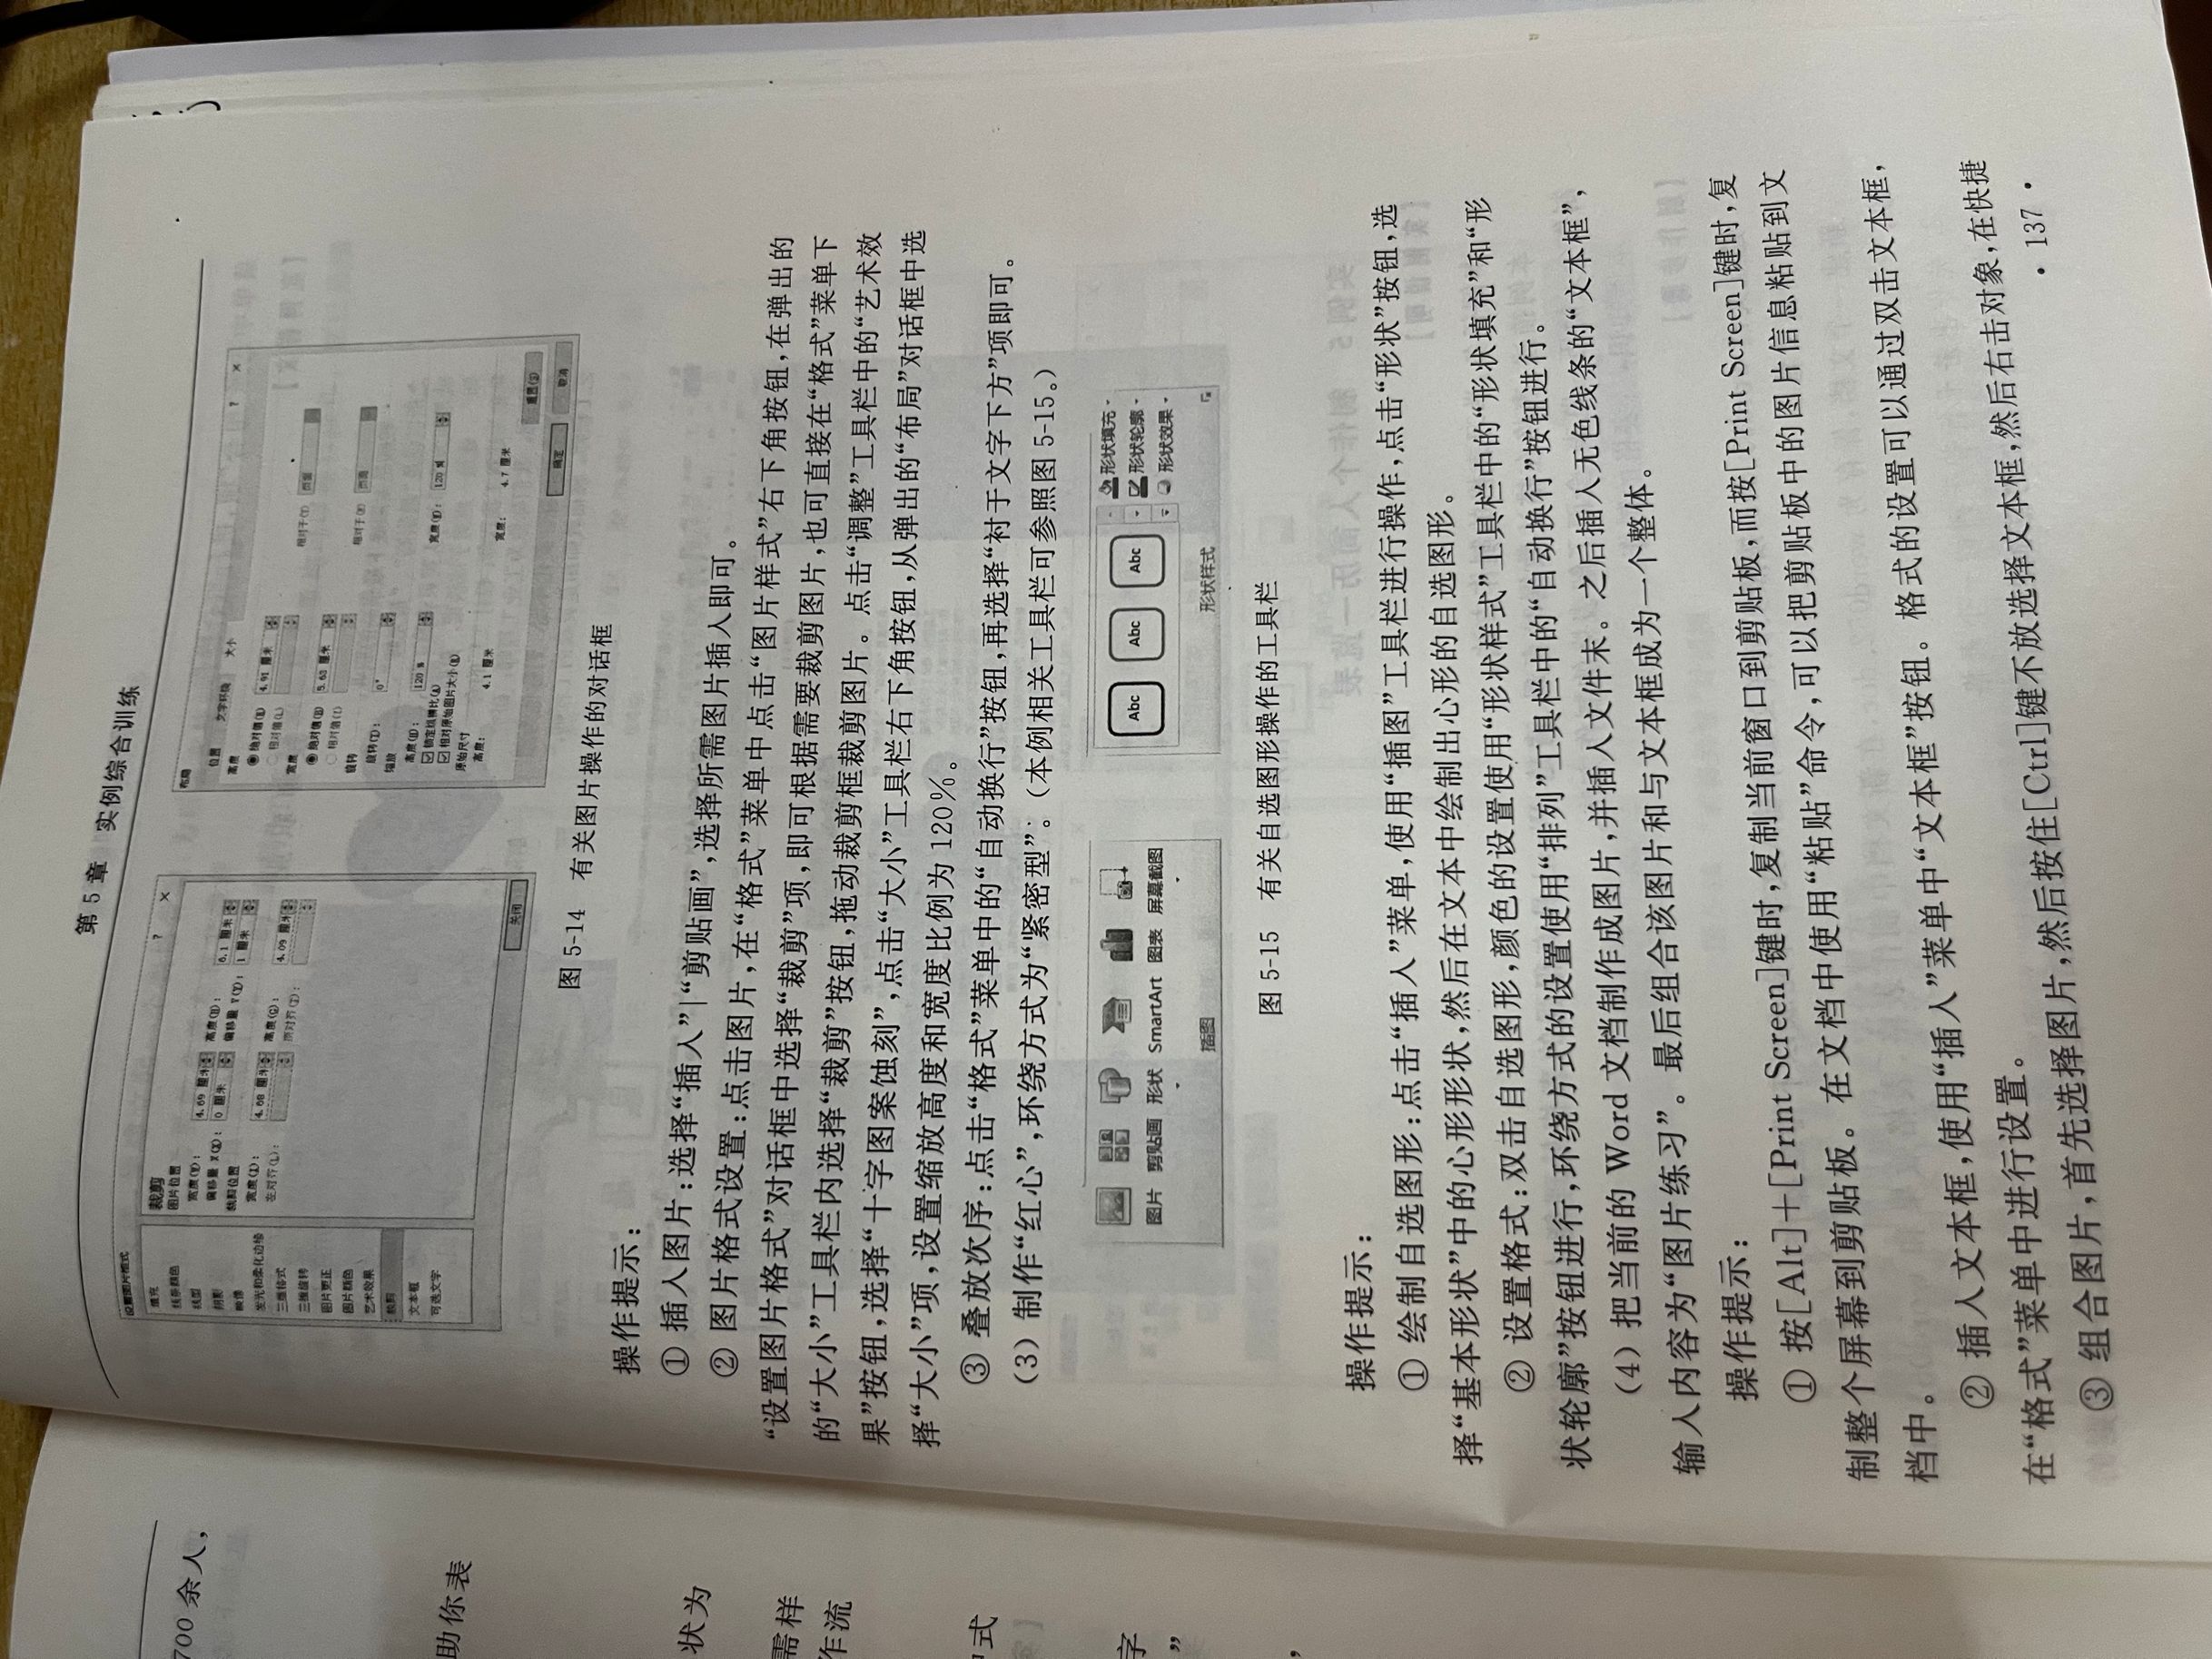 第 5 章　实例综合训练
设置图片格式
填充
线条颜色
线型
阴影
映像
发光和柔化边缘
三维格式
三维旋转
图片更正
图片颜色
艺术效果
裁剪
文本框
可选文字
? ×
裁剪
图片位置
宽度(W): 4.69 厘米 高度(H): 6.1 厘米
偏移量 X(X): 0 厘米 偏移量 Y(Y): 1 厘米
裁剪位置
宽度(I): 4.68 厘米 高度(G): 4.09 厘米
左对齐(L):
关闭
布局 ? ×
位置 文字环绕 大小
高度
绝对值(E) 4.91 厘米
相对值(L) 相对于(T) 页面
宽度
绝对值(B) 5.63 厘米
相对值(I) 相对于(E) 页面
旋转
旋转(T): 0°
缩放
高度(H): 120 % 宽度(W): 120 %
锁定纵横比(A)
相对原始图片大小(R)
原始尺寸
高度: 4.1 厘米 宽度: 4.7 厘米
重置(S)
确定 取消
图 5-14　有关图片操作的对话框
操作提示:
① 插入图片:选择“插入”|“剪贴画”,选择所需图片插入即可。
② 图片格式设置:点击图片,在“格式”菜单中点击“图片样式”右下角按钮,在弹出的
“设置图片格式”对话框中选择“裁剪”项,即可根据需要裁剪图片,也可直接在“格式”菜单下
的“大小”工具栏内选择“裁剪”按钮,拖动裁剪框裁剪图片。点击“调整”工具栏中的“艺术效
果”按钮,选择“十字图案蚀刻”,点击“大小”工具栏右下角按钮,从弹出的“布局”对话框中选
择“大小”项,设置缩放高度和宽度比例为 120%。
③ 叠放次序:点击“格式”菜单中的“自动换行”按钮,再选择“衬于文字下方”项即可。
(3) 制作“红心”,环绕方式为“紧密型”:(本例相关工具栏可参照图 5-15。)
图片 剪贴画 形状 SmartArt 图表 屏幕截图
插图
Abc Abc Abc
形状填充
形状轮廓
形状效果
形状样式
图 5-15　有关自选图形操作的工具栏
操作提示:
① 绘制自选图形:点击“插入”菜单,使用“插图”工具栏进行操作,点击“形状”按钮,选
择“基本形状”中的心形形状,然后在文本中绘制出心形的自选图形。
② 设置格式:双击自选图形,颜色的设置使用“形状样式”工具栏中的“形状填充”和“形
状轮廓”按钮进行,环绕方式的设置使用“排列”工具栏中的“自动换行”按钮进行。
(4) 把当前的 Word 文档制作成图片,并插入文件末。之后插入无色线条的“文本框”,
输入内容为“图片练习”。最后组合该图片和与文本框成为一个整体。
操作提示:
① 按[Alt]+[Print Screen]键时,复制当前窗口到剪贴板,而按[Print Screen]键时,复
制整个屏幕到剪贴板。在文档中使用“粘贴”命令,可以把剪贴板中的图片信息粘贴到文
档中。
② 插入文本框,使用“插入”菜单中“文本框”按钮。格式的设置可以通过双击文本框,
在“格式”菜单中进行设置。
③ 组合图片,首先选择图片,然后按住[Ctrl]键不放选择文本框,然后右击对象,在快捷
· 137 ·
700 余人,
助你表
状为
需样
作流
式
字
”
,